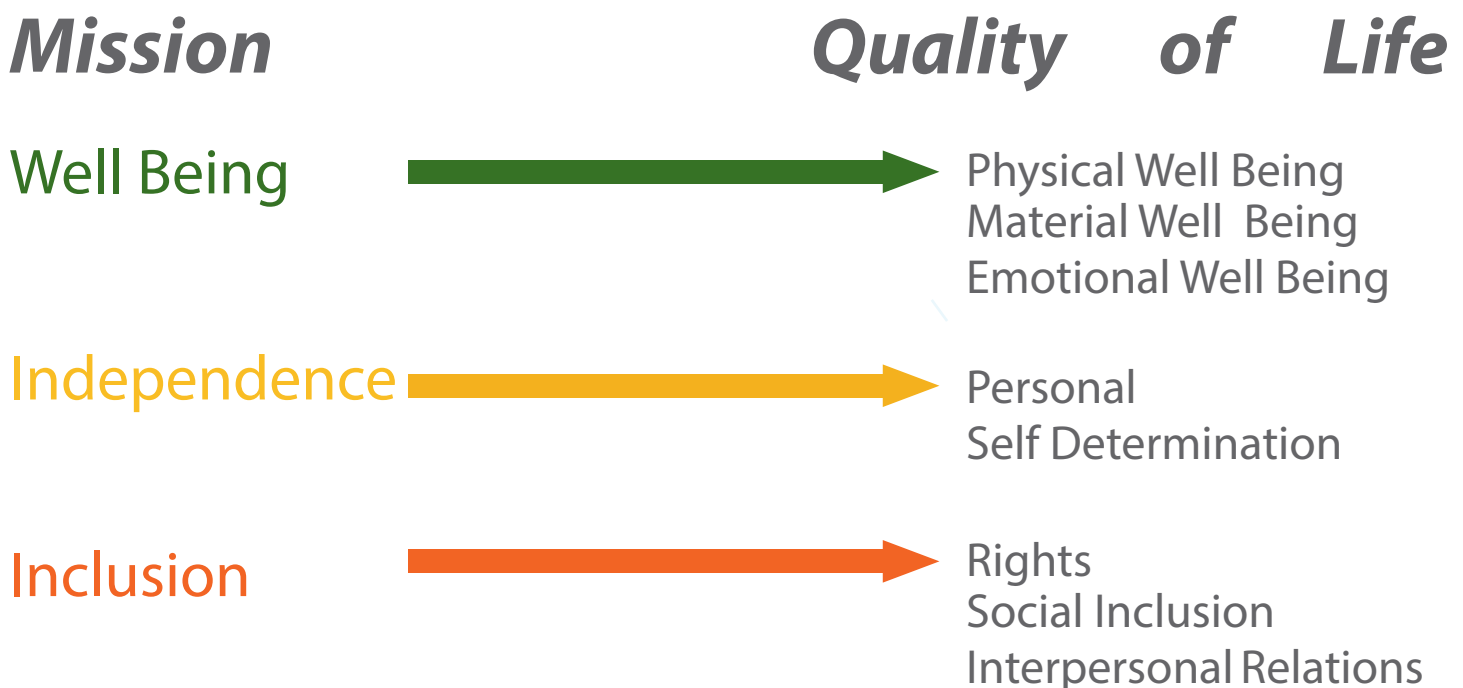 Mission Quality of Life
Well Being
Physical Well Being
Material Well Being
Emotional Well Being
Independence
Personal
Self Determination
Inclusion
Rights
Social Inclusion
Interpersonal Relations